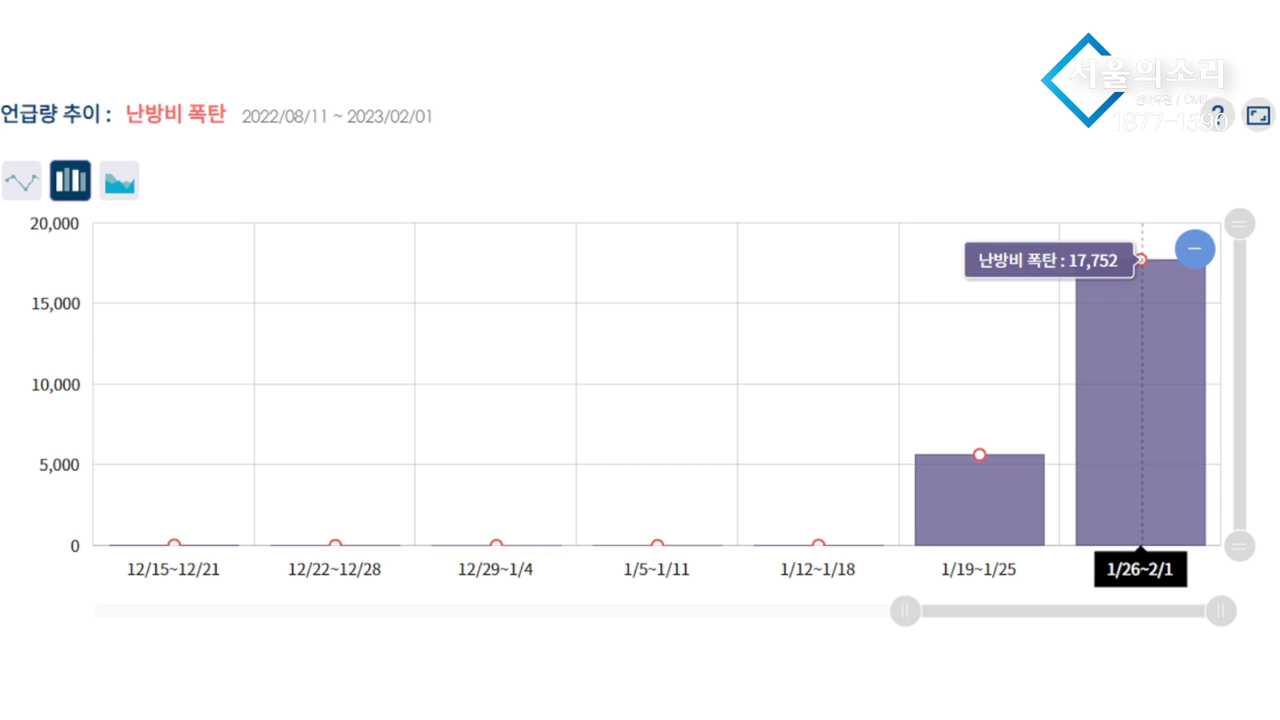 서울의소리
언급량 추이 : 난방비 폭탄 2022/08/11 ~ 2023/02/01
/ CMS
?
1877-1590
20,000
난방비 폭탄 : 17,752
15,000
10,000
5,000
0
12/15~12/21 12/22~12/28 12/29~1/4 1/5~1/11 1/12~1/18 1/19~1/25 1/26~2/1